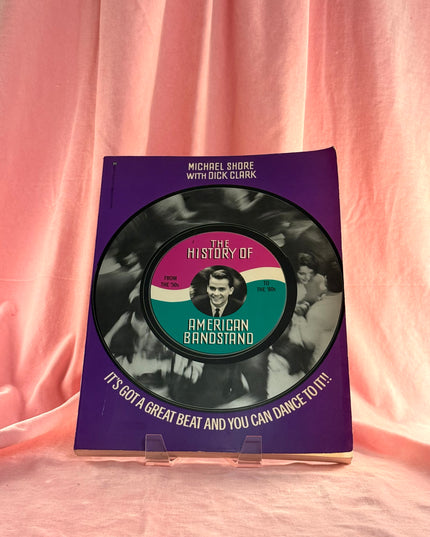 MICHAEL SHORE
WITH DICK CLARK
THE
HISTORY OF
FROM
THE '50s
TO
THE '80s
AMERICAN
BANDSTAND
IT'S GOT A GREAT BEAT AND YOU CAN DANCE TO IT!!